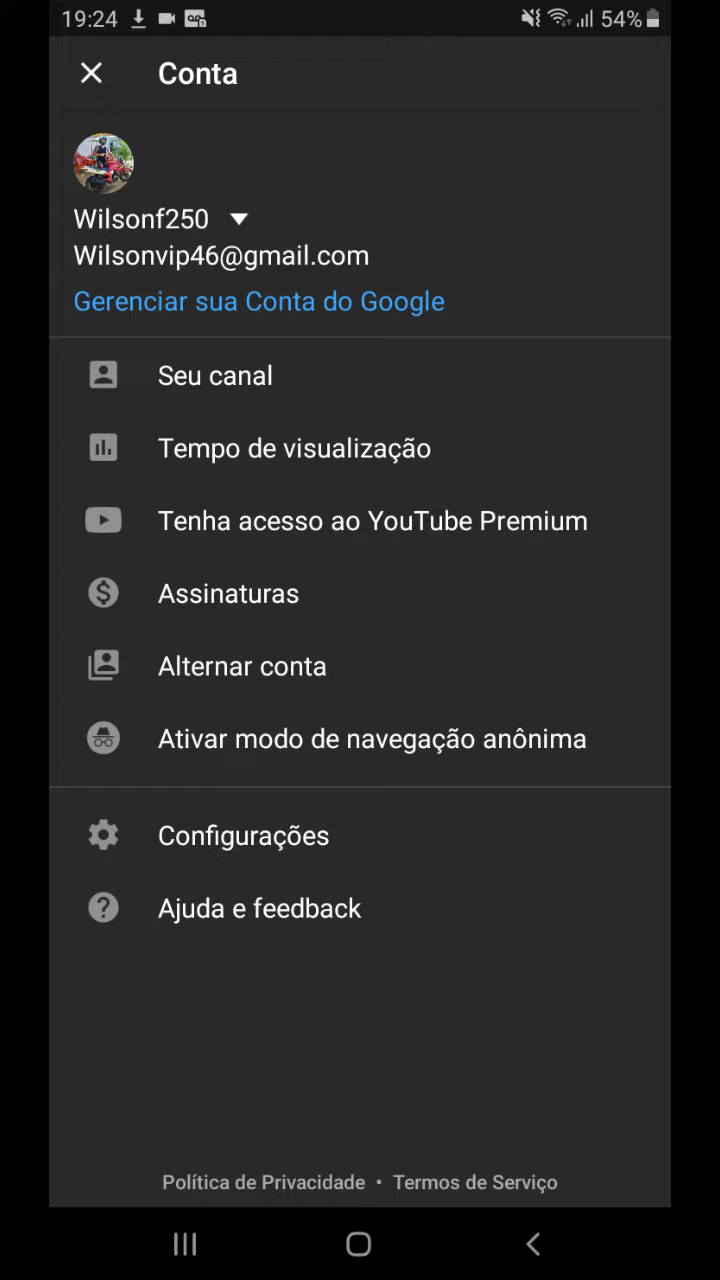 19:24 54%
Conta
Wilsonf250
Wilsonvip46@gmail.com
Gerenciar sua Conta do Google
Seu canal
Tempo de visualização
Tenha acesso ao YouTube Premium
Assinaturas
Alternar conta
Ativar modo de navegação anônima
Configurações
Ajuda e feedback
Política de Privacidade • Termos de Serviço